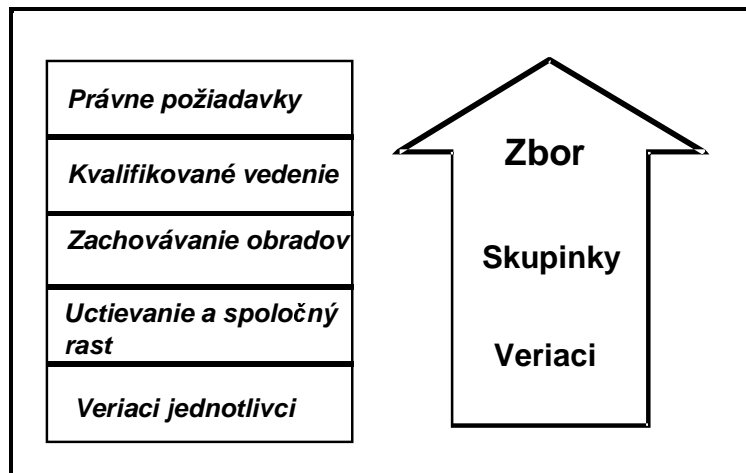 Právne požiadavky
Kvalifikované vedenie
Zachovávanie obradov
Uctievanie a spoločný
rast
Veriaci jednotlivci
Zbor
Skupinky
Veriaci